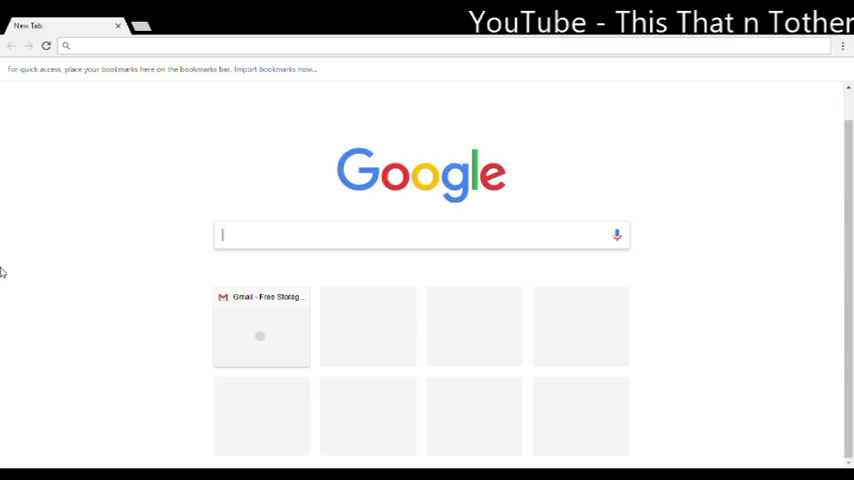 YouTube - This That n Tother
New Tab
For quick access, place your bookmarks here on the bookmarks bar. Import bookmarks now...
Google
Gmail - Free Storag...